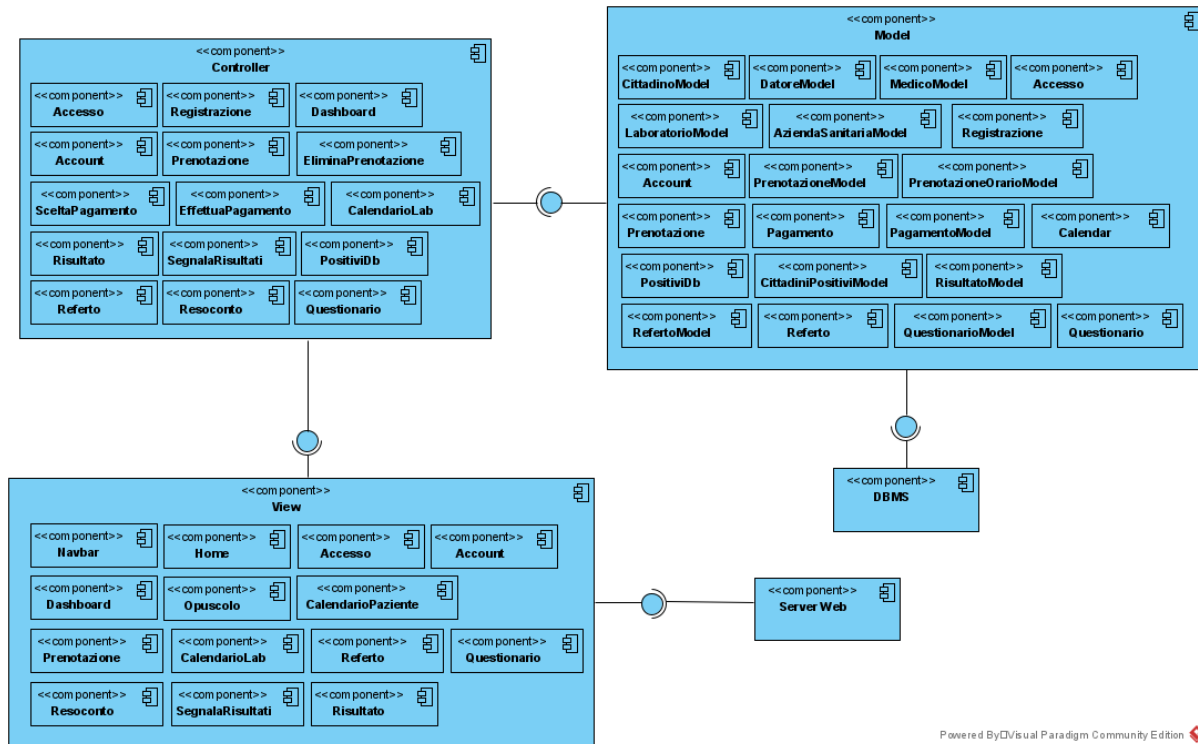 <<component>>
Controller
<<component>>
Accesso
<<component>>
Registrazione
<<component>>
Dashboard
<<component>>
Account
<<component>>
Prenotazione
<<component>>
EliminaPrenotazione
<<component>>
SceltaPagamento
<<component>>
EffettuaPagamento
<<component>>
CalendarioLab
<<component>>
Risultato
<<component>>
SegnalaRisultati
<<component>>
PositiviDb
<<component>>
Referto
<<component>>
Resoconto
<<component>>
Questionario
<<component>>
Model
<<component>>
CittadinoModel
<<component>>
DatoreModel
<<component>>
MedicoModel
<<component>>
Accesso
<<component>>
LaboratorioModel
<<component>>
AziendaSanitariaModel
<<component>>
Registrazione
<<component>>
Account
<<component>>
PrenotazioneModel
<<component>>
PrenotazioneOrarioModel
<<component>>
Prenotazione
<<component>>
Pagamento
<<component>>
PagamentoModel
<<component>>
Calendar
<<component>>
PositiviDb
<<component>>
CittadiniPositiviModel
<<component>>
RisultatoModel
<<component>>
RefertoModel
<<component>>
Referto
<<component>>
QuestionarioModel
<<component>>
Questionario
<<component>>
View
<<component>>
Navbar
<<component>>
Home
<<component>>
Accesso
<<component>>
Account
<<component>>
Dashboard
<<component>>
Opuscolo
<<component>>
CalendarioPaziente
<<component>>
Prenotazione
<<component>>
CalendarioLab
<<component>>
Referto
<<component>>
Questionario
<<component>>
Resoconto
<<component>>
SegnalaRisultati
<<component>>
Risultato
<<component>>
DBMS
<<component>>
Server Web
Powered By Visual Paradigm Community Edition